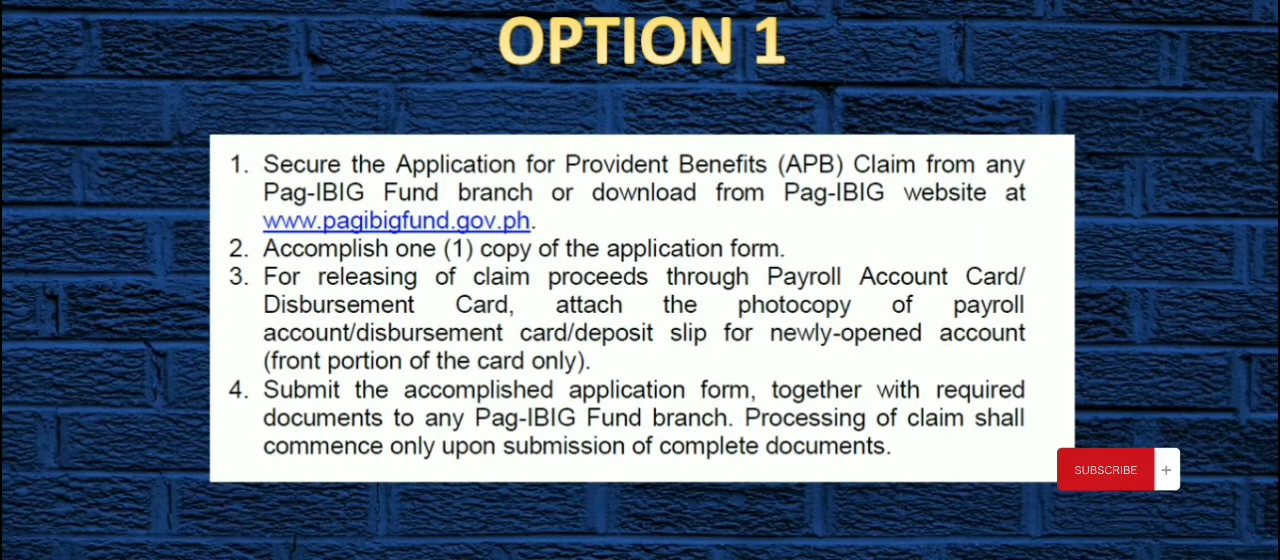 OPTION 1
1. Secure the Application for Provident Benefits (APB) Claim from any
Pag-IBIG Fund branch or download from Pag-IBIG website at
www.pagibigfund.gov.ph.
2. Accomplish one (1) copy of the application form.
3. For releasing of claim proceeds through Payroll Account Card/
Disbursement Card, attach the photocopy of payroll
account/disbursement card/deposit slip for newly-opened account
(front portion of the card only).
4. Submit the accomplished application form, together with required
documents to any Pag-IBIG Fund branch. Processing of claim shall
commence only upon submission of complete documents.
SUBSCRIBE +